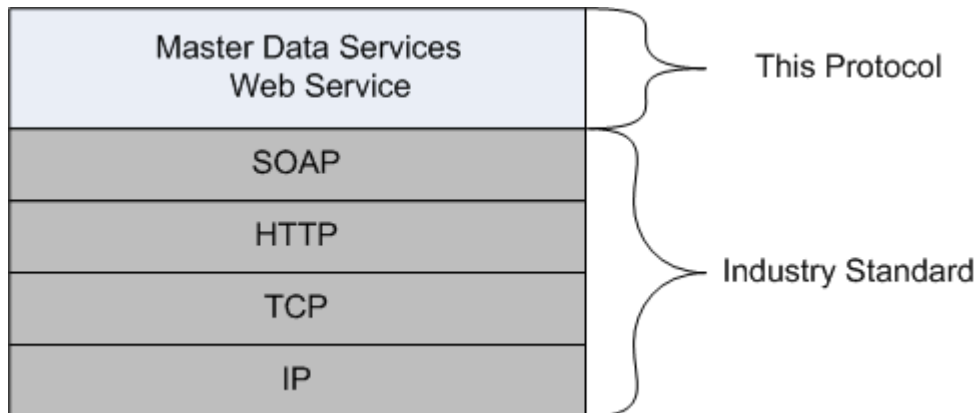 Master Data Services
Web Service
This Protocol
SOAP
HTTP
TCP
IP
Industry Standard